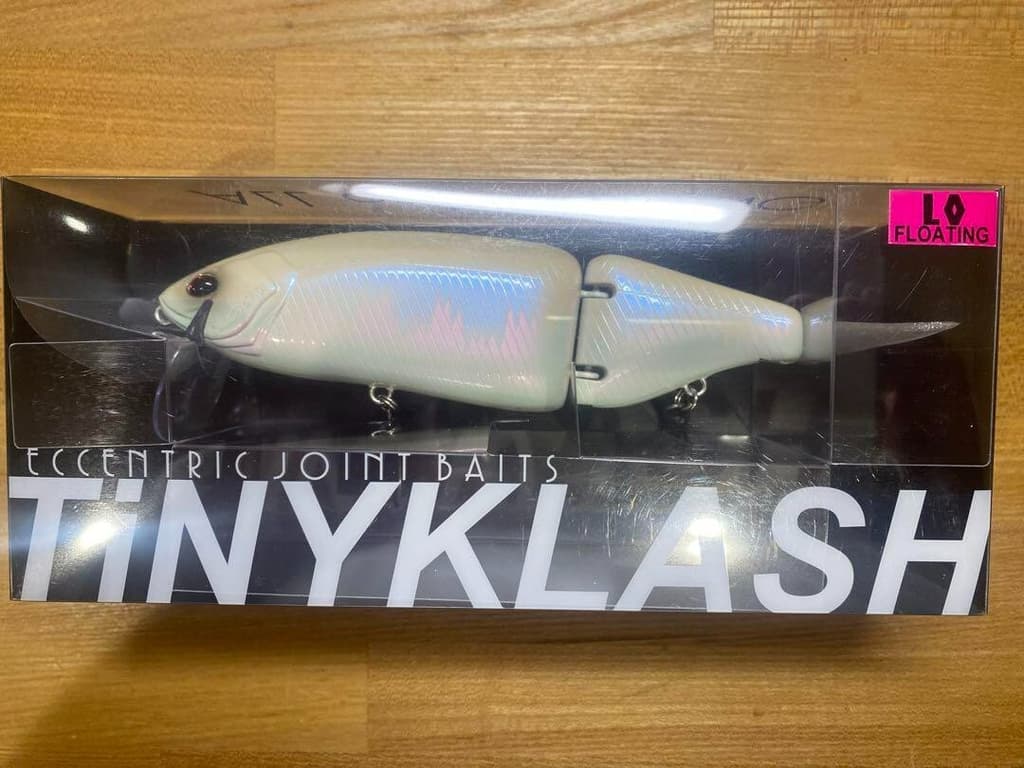 LO
FLOATING
ECCENTRIC JOINT BAITS
TiNYKLASH